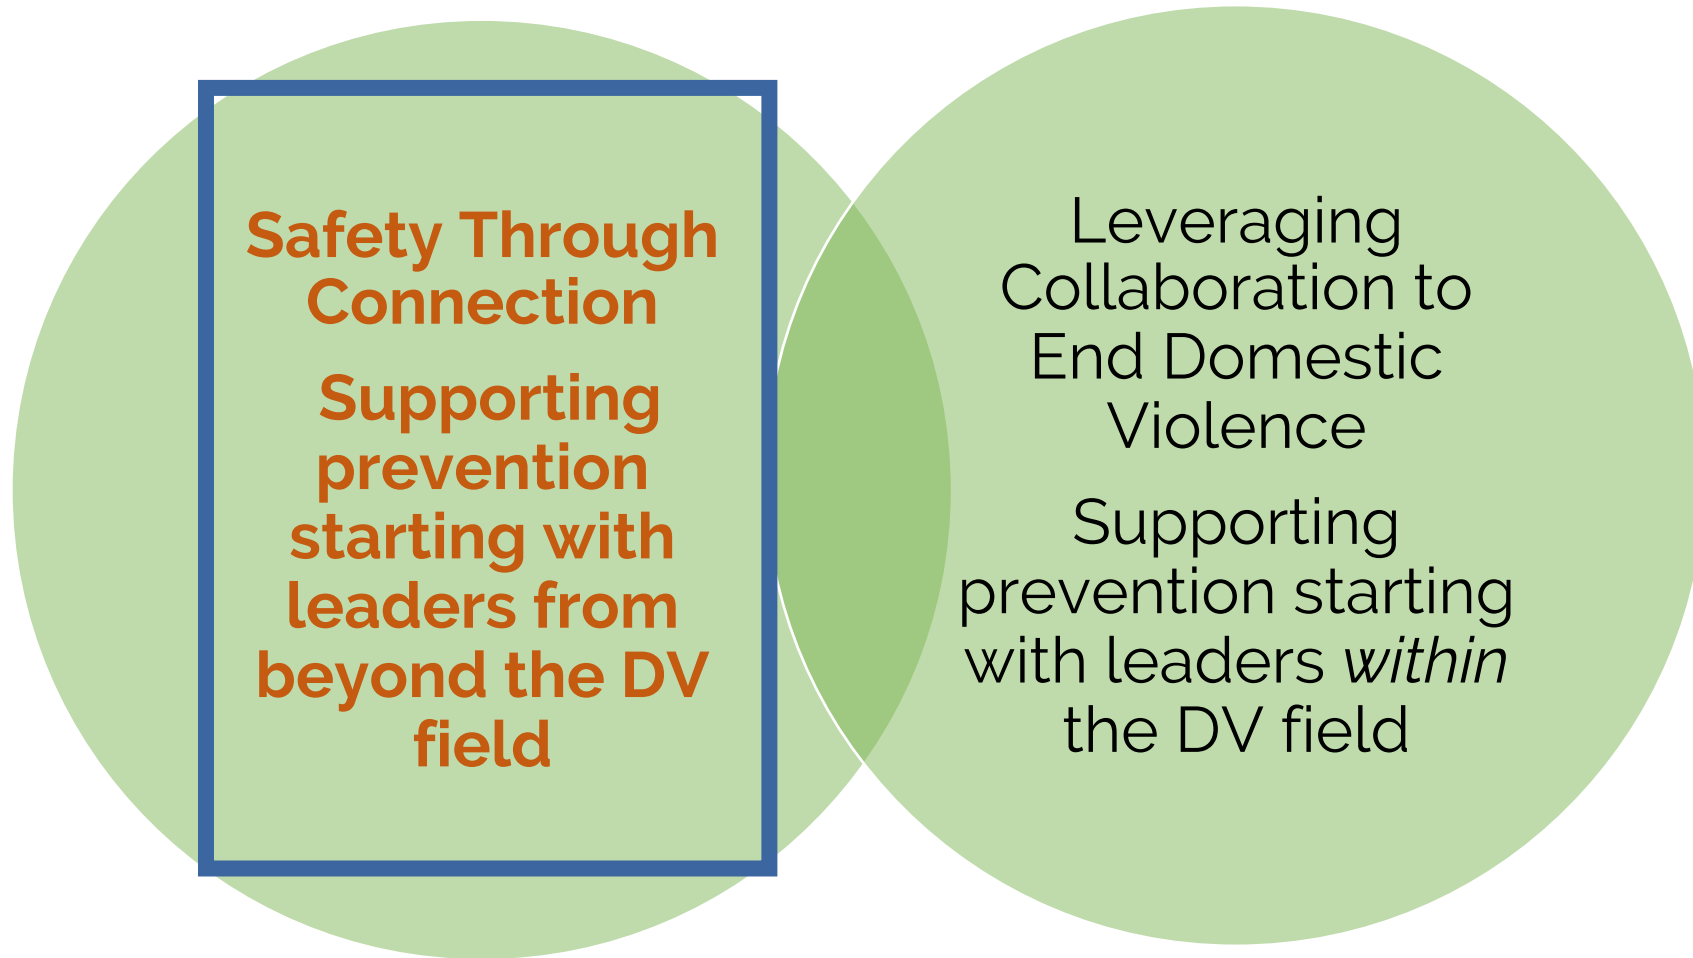 Safety Through
Connection
Supporting
prevention
starting with
leaders from
beyond the DV
field
Leveraging
Collaboration to
End Domestic
Violence
Supporting
prevention starting
with leaders within
the DV field